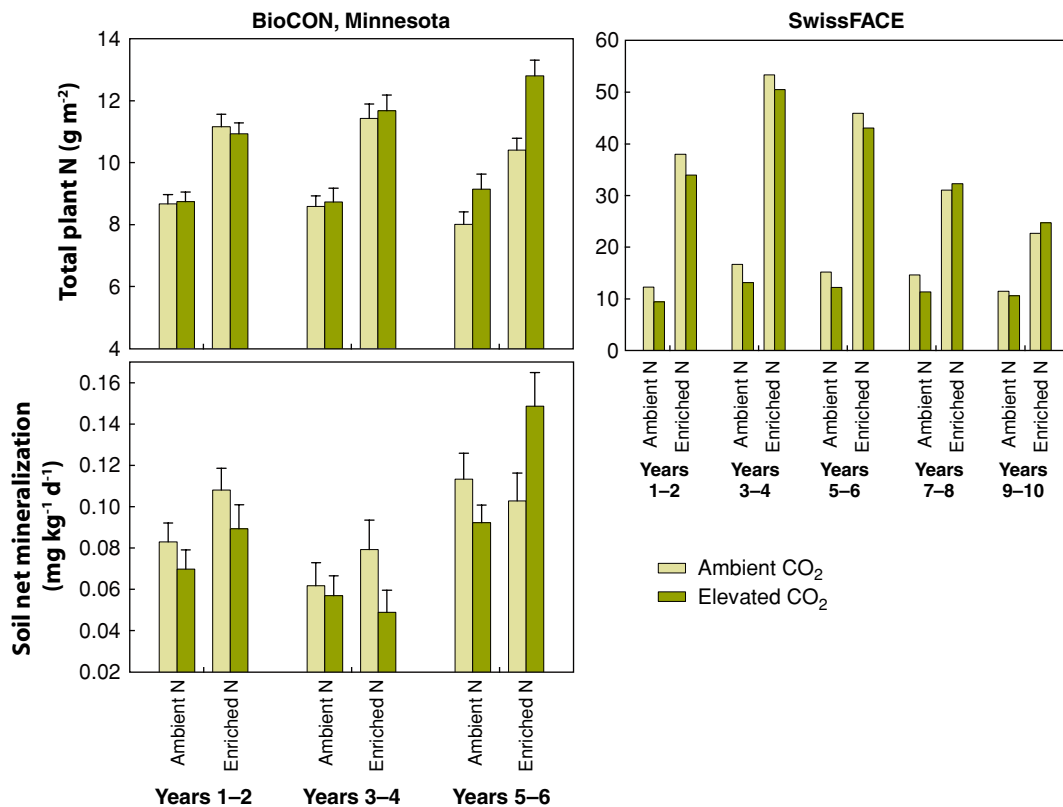 BioCON, Minnesota
Total plant N (g m⁻²)
14
12
10
8
6
4
Soil net mineralization
(mg kg⁻¹ d⁻¹)
0.16
0.14
0.12
0.10
0.08
0.06
0.04
0.02
Ambient N
Enriched N
Ambient N
Enriched N
Ambient N
Enriched N
Years 1–2
Years 3–4
Years 5–6
SwissFACE
60
50
40
30
20
10
0
Ambient N
Enriched N
Ambient N
Enriched N
Ambient N
Enriched N
Ambient N
Enriched N
Ambient N
Enriched N
Years
1–2
Years
3–4
Years
5–6
Years
7–8
Years
9–10
Ambient CO₂
Elevated CO₂